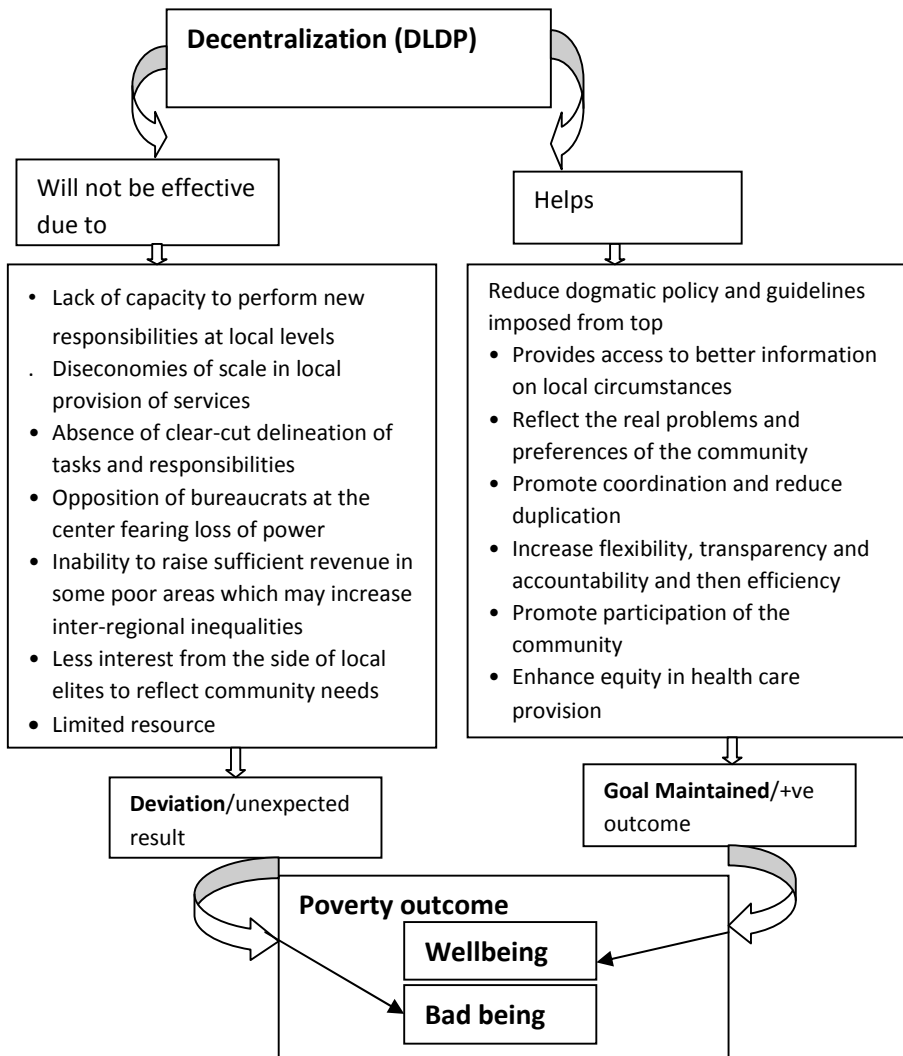 Decentralization (DLDP)
Will not be effective
due to
Helps
• Lack of capacity to perform new
responsibilities at local levels
. Diseconomies of scale in local
provision of services
• Absence of clear-cut delineation of
tasks and responsibilities
• Opposition of bureaucrats at the
center fearing loss of power
• Inability to raise sufficient revenue in
some poor areas which may increase
inter-regional inequalities
• Less interest from the side of local
elites to reflect community needs
• Limited resource
Reduce dogmatic policy and guidelines
imposed from top
• Provides access to better information
on local circumstances
• Reflect the real problems and
preferences of the community
• Promote coordination and reduce
duplication
• Increase flexibility, transparency and
accountability and then efficiency
• Promote participation of the
community
• Enhance equity in health care
provision
Deviation/unexpected
result
Goal Maintained/+ve
outcome
Poverty outcome
Wellbeing
Bad being